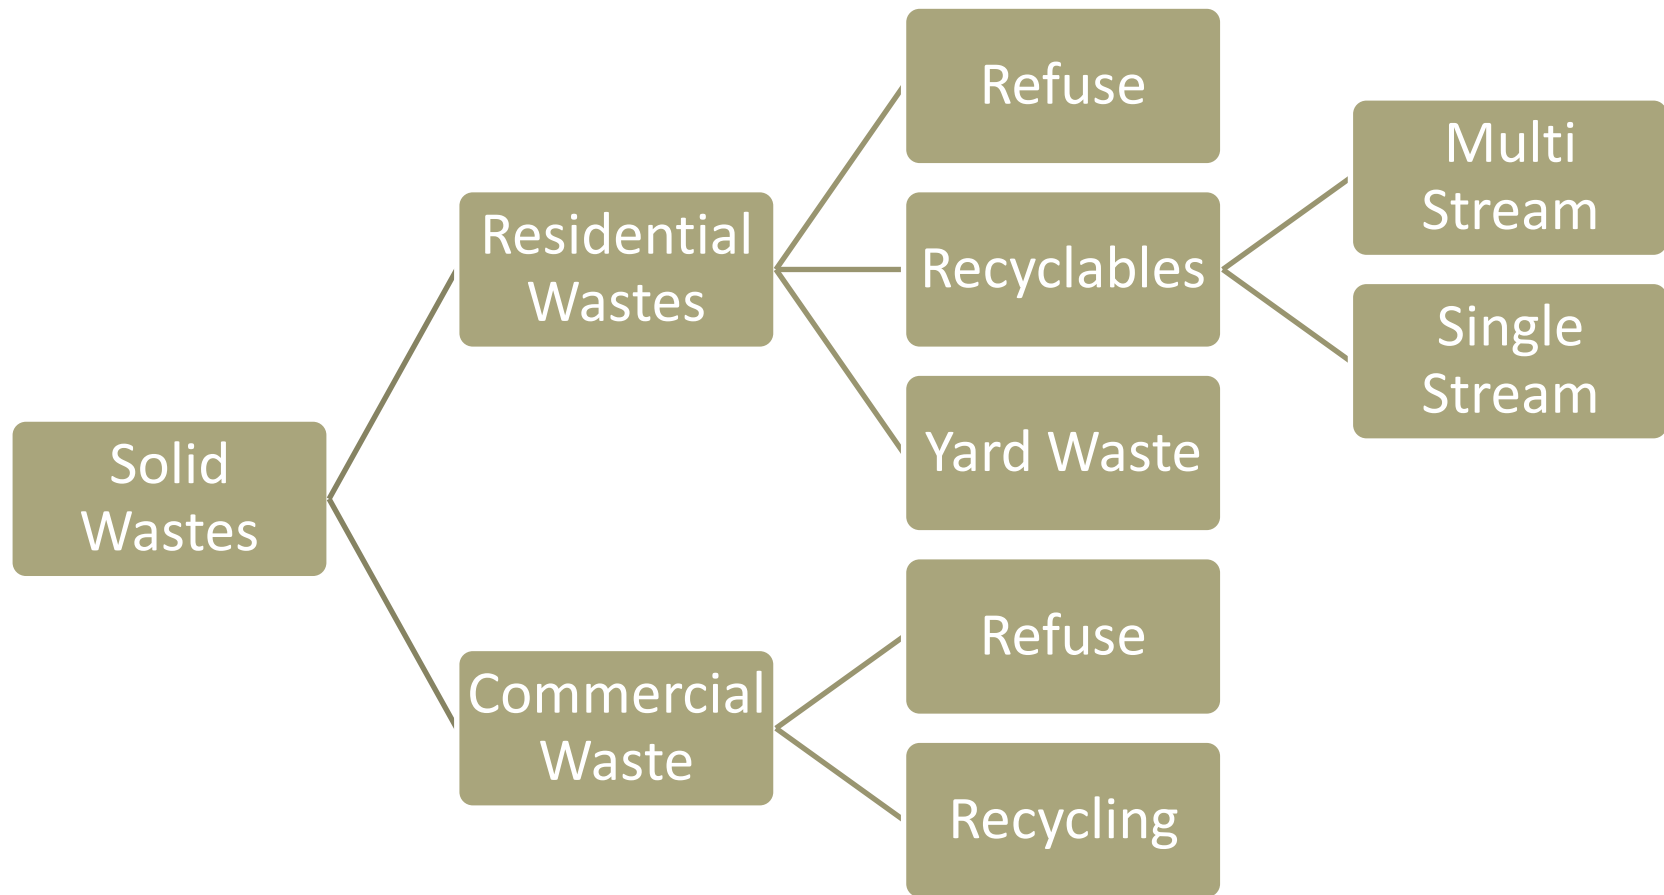 Solid
Wastes
Residential
Wastes
Refuse
Recyclables
Multi
Stream
Single
Stream
Yard Waste
Commercial
Waste
Refuse
Recycling